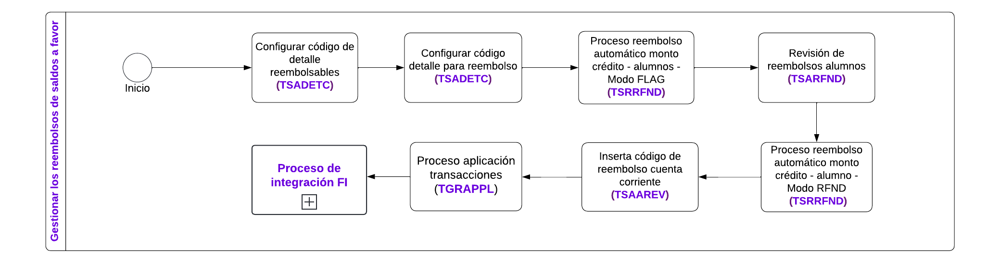 Gestionar los reembolsos de saldos a favor
Inicio
Configurar código de
detalle
reembolsables
(TSADETC)
Configurar código
detalle para reembolso
(TSADETC)
Proceso reembolso
automático monto
crédito - alumnos -
Modo FLAG
(TSRRFND)
Revisión de
reembolsos alumnos
(TSARFND)
Proceso reembolso
automático monto
crédito - alumno -
Modo RFND
(TSRRFND)
Inserta código de
reembolso cuenta
corriente
(TSAAREV)
Proceso aplicación
transacciones
(TGRAPPL)
Proceso de
integración FI